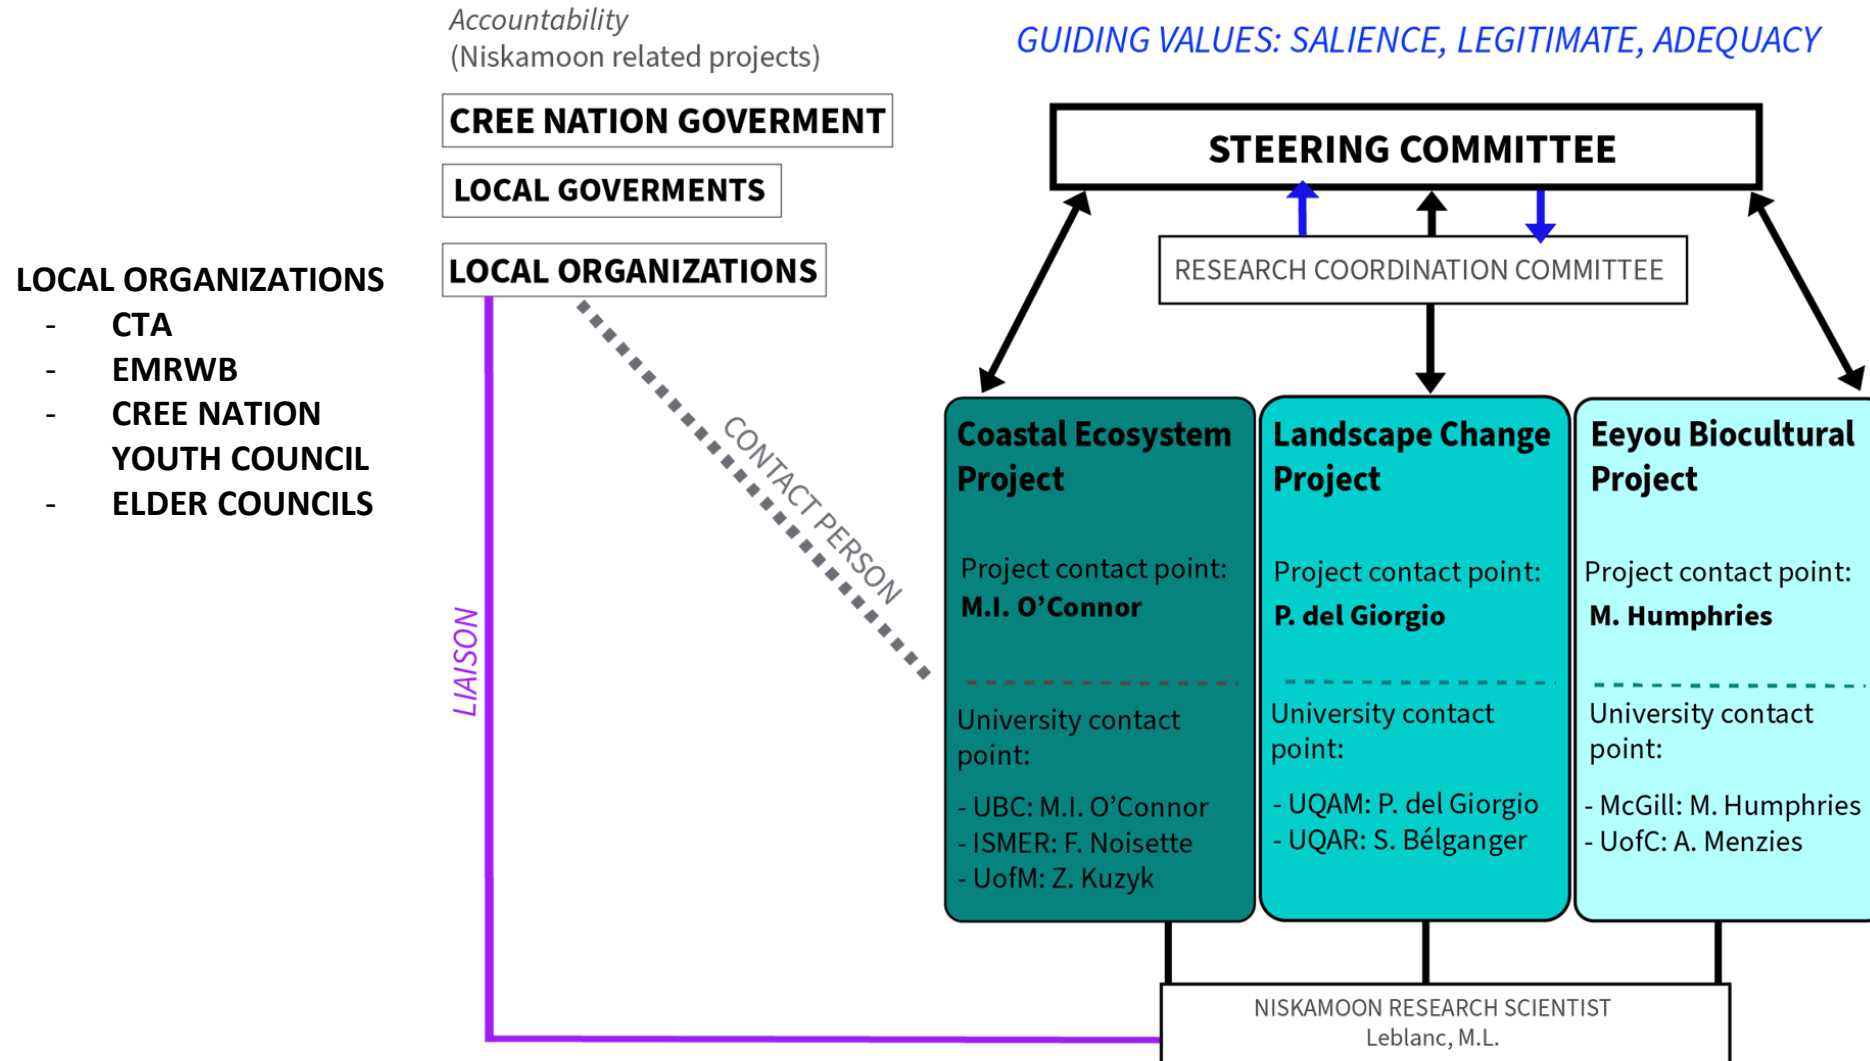 Accountability
(Niskamoon related projects)
GUIDING VALUES: SALIENCE, LEGITIMATE, ADEQUACY
CREE NATION GOVERMENT
LOCAL GOVERMENTS
LOCAL ORGANIZATIONS
STEERING COMMITTEE
RESEARCH COORDINATION COMMITTEE
LOCAL ORGANIZATIONS
- CTA
- EMRWB
- CREE NATION
YOUTH COUNCIL
- ELDER COUNCILS
CONTACT PERSON
LIAISON
Coastal Ecosystem
Project
Project contact point:
M.I. O’Connor
University contact
point:
- UBC: M.I. O’Connor
- ISMER: F. Noisette
- UofM: Z. Kuzyk
Landscape Change
Project
Project contact point:
P. del Giorgio
University contact
point:
- UQAM: P. del Giorgio
- UQAR: S. Bélganger
Eeyou Biocultural
Project
Project contact point:
M. Humphries
University contact
point:
- McGill: M. Humphries
- UofC: A. Menzies
NISKAMOON RESEARCH SCIENTIST
Leblanc, M.L.